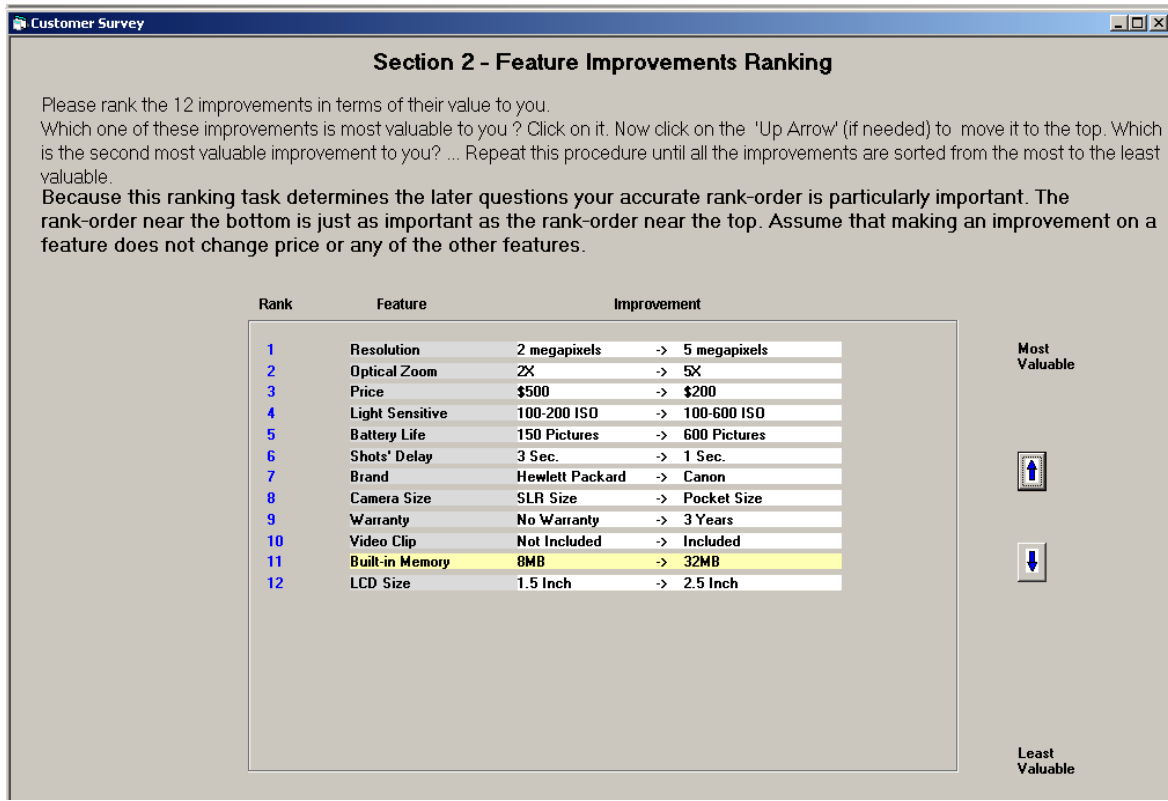 Customer Survey
Section 2 - Feature Improvements Ranking
Please rank the 12 improvements in terms of their value to you.
Which one of these improvements is most valuable to you ? Click on it. Now click on the 'Up Arrow' (if needed) to move it to the top. Which
is the second most valuable improvement to you? ... Repeat this procedure until all the improvements are sorted from the most to the least
valuable.
Because this ranking task determines the later questions your accurate rank-order is particularly important. The
rank-order near the bottom is just as important as the rank-order near the top. Assume that making an improvement on a
feature does not change price or any of the other features.
Rank Feature Improvement
1 Resolution 2 megapixels -> 5 megapixels
2 Optical Zoom 2X -> 5X
3 Price $500 -> $200
4 Light Sensitive 100-200 ISO -> 100-600 ISO
5 Battery Life 150 Pictures -> 600 Pictures
6 Shots' Delay 3 Sec. -> 1 Sec.
7 Brand Hewlett Packard -> Canon
8 Camera Size SLR Size -> Pocket Size
9 Warranty No Warranty -> 3 Years
10 Video Clip Not Included -> Included
11 Built-in Memory 8MB -> 32MB
12 LCD Size 1.5 Inch -> 2.5 Inch
Most
Valuable
Least
Valuable